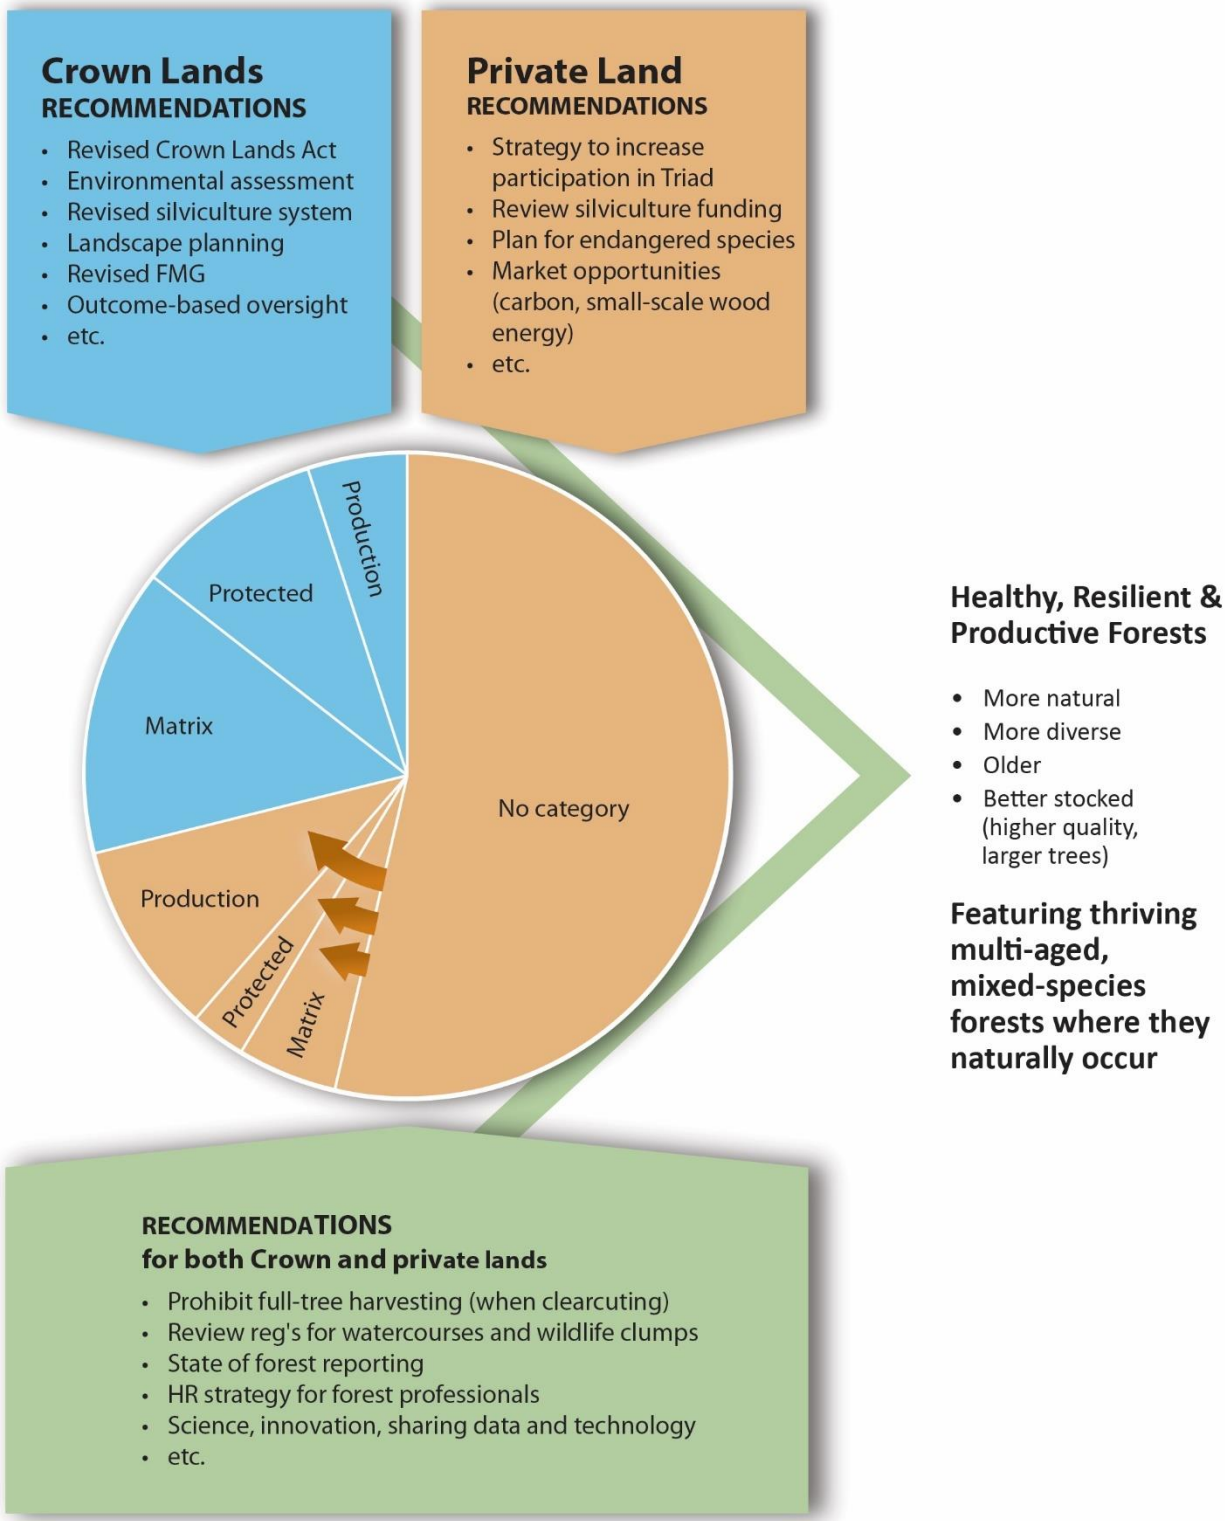 Crown Lands
RECOMMENDATIONS
• Revised Crown Lands Act
• Environmental assessment
• Revised silviculture system
• Landscape planning
• Revised FMG
• Outcome-based oversight
• etc.
Private Land
RECOMMENDATIONS
• Strategy to increase
participation in Triad
• Review silviculture funding
• Plan for endangered species
• Market opportunities
(carbon, small-scale wood
energy)
• etc.
Production
Protected
Matrix
No category
Production
Protected
Matrix
Healthy, Resilient &
Productive Forests
• More natural
• More diverse
• Older
• Better stocked
(higher quality,
larger trees)
Featuring thriving
multi-aged,
mixed-species
forests where they
naturally occur
RECOMMENDATIONS
for both Crown and private lands
• Prohibit full-tree harvesting (when clearcuting)
• Review reg's for watercourses and wildlife clumps
• State of forest reporting
• HR strategy for forest professionals
• Science, innovation, sharing data and technology
• etc.